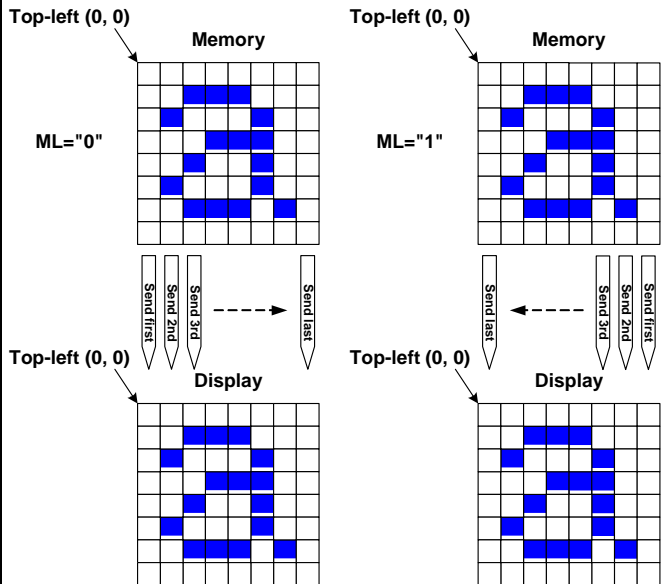 Top-left (0, 0)
Memory
ML="0"
Send first
Send 2nd
Send 3rd
Send last
Top-left (0, 0)
Display
Top-left (0, 0)
Memory
ML="1"
Send last
Send 3rd
Send 2nd
Send first
Top-left (0, 0)
Display